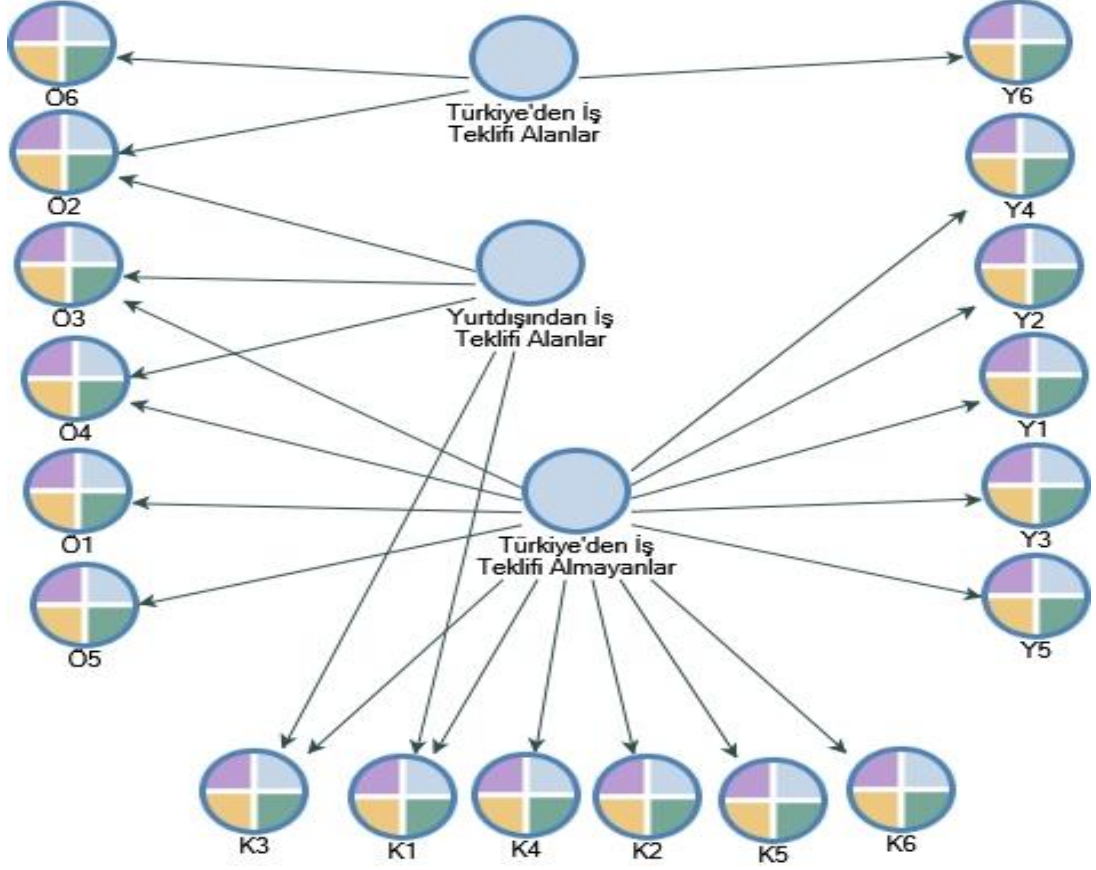 Ö6
Türkiye'den İş
Teklifi Alanlar
Y6
Ö2
Y4
Ö3
Yurtdışından İş
Teklifi Alanlar
Y2
Ö4
Y1
Ö1
Türkiye'den İş
Teklifi Almayanlar
Y3
Ö5
Y5
K3
K1
K4
K2
K5
K6